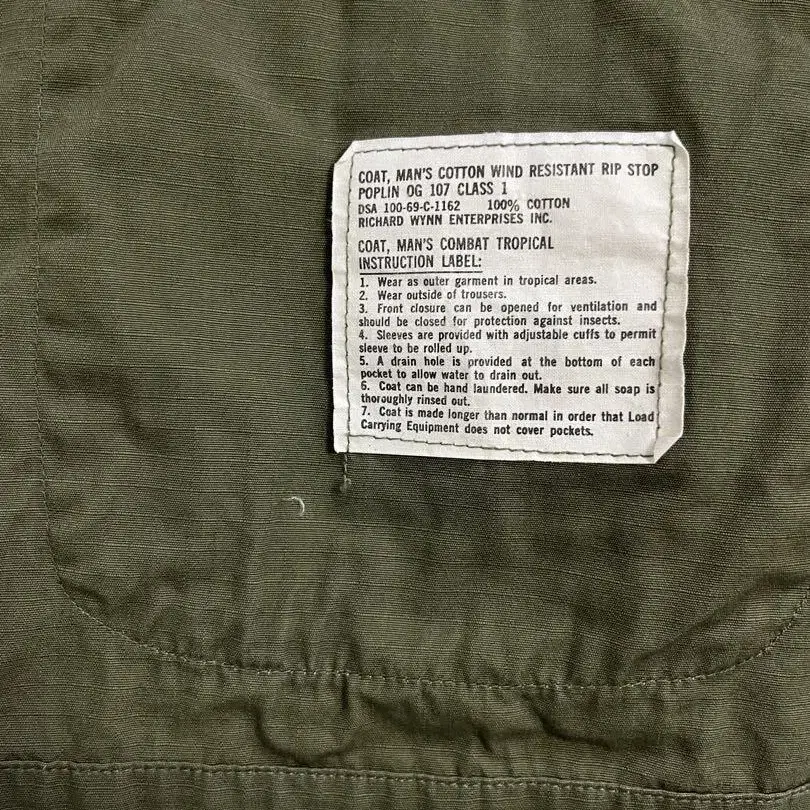 COAT, MAN'S COTTON WIND RESISTANT RIP STOP
POPLIN OG 107 CLASS 1
DSA 100-69-C-1162 100% COTTON
RICHARD WYNN ENTERPRISES INC.
COAT, MAN'S COMBAT TROPICAL
INSTRUCTION LABEL:
1. Wear as outer garment in tropical areas.
2. Wear outside of trousers.
3. Front closure can be opened for ventilation and
should be closed for protection against insects.
4. Sleeves are provided with adjustable cuffs to permit
sleeve to be rolled up.
5. A drain hole is provided at the bottom of each
pocket to allow water to drain out.
6. Coat can be hand laundered. Make sure all soap is
thoroughly rinsed out.
7. Coat is made longer than normal in order that Load
Carrying Equipment does not cover pockets.